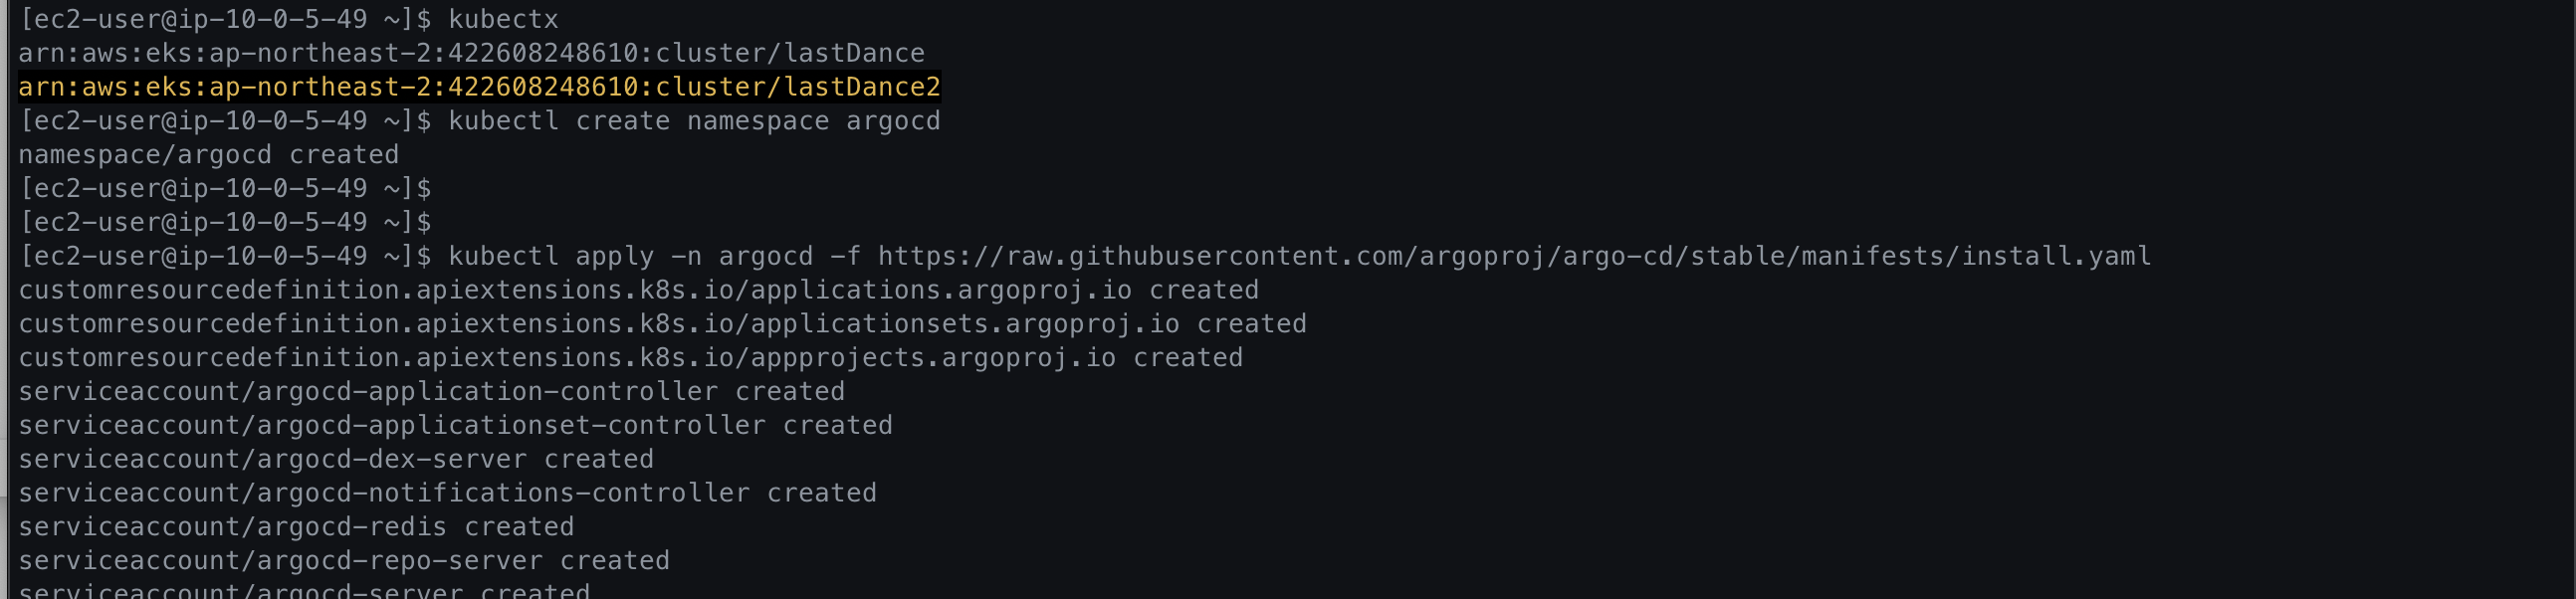 [ec2-user@ip-10-0-5-49 ~]$ kubectx
arn:aws:eks:ap-northeast-2:422608248610:cluster/lastDance
arn:aws:eks:ap-northeast-2:422608248610:cluster/lastDance2
[ec2-user@ip-10-0-5-49 ~]$ kubectl create namespace argocd
namespace/argocd created
[ec2-user@ip-10-0-5-49 ~]$
[ec2-user@ip-10-0-5-49 ~]$
[ec2-user@ip-10-0-5-49 ~]$ kubectl apply -n argocd -f https://raw.githubusercontent.com/argoproj/argo-cd/stable/manifests/install.yaml
customresourcedefinition.apiextensions.k8s.io/applications.argoproj.io created
customresourcedefinition.apiextensions.k8s.io/applicationsets.argoproj.io created
customresourcedefinition.apiextensions.k8s.io/appprojects.argoproj.io created
serviceaccount/argocd-application-controller created
serviceaccount/argocd-applicationset-controller created
serviceaccount/argocd-dex-server created
serviceaccount/argocd-notifications-controller created
serviceaccount/argocd-redis created
serviceaccount/argocd-repo-server created
serviceaccount/argocd-server created